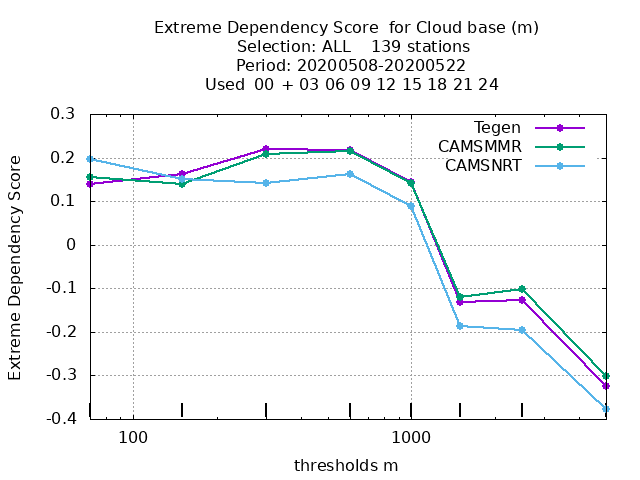 Extreme Dependency Score  for Cloud base (m)
Selection: ALL    139 stations
Period: 20200508-20200522
Used  00 + 03 06 09 12 15 18 21 24
Extreme Dependency Score
0.3
0.2
0.1
0
-0.1
-0.2
-0.3
-0.4
Tegen
CAMSMMR
CAMSNRT
100
1000
thresholds m